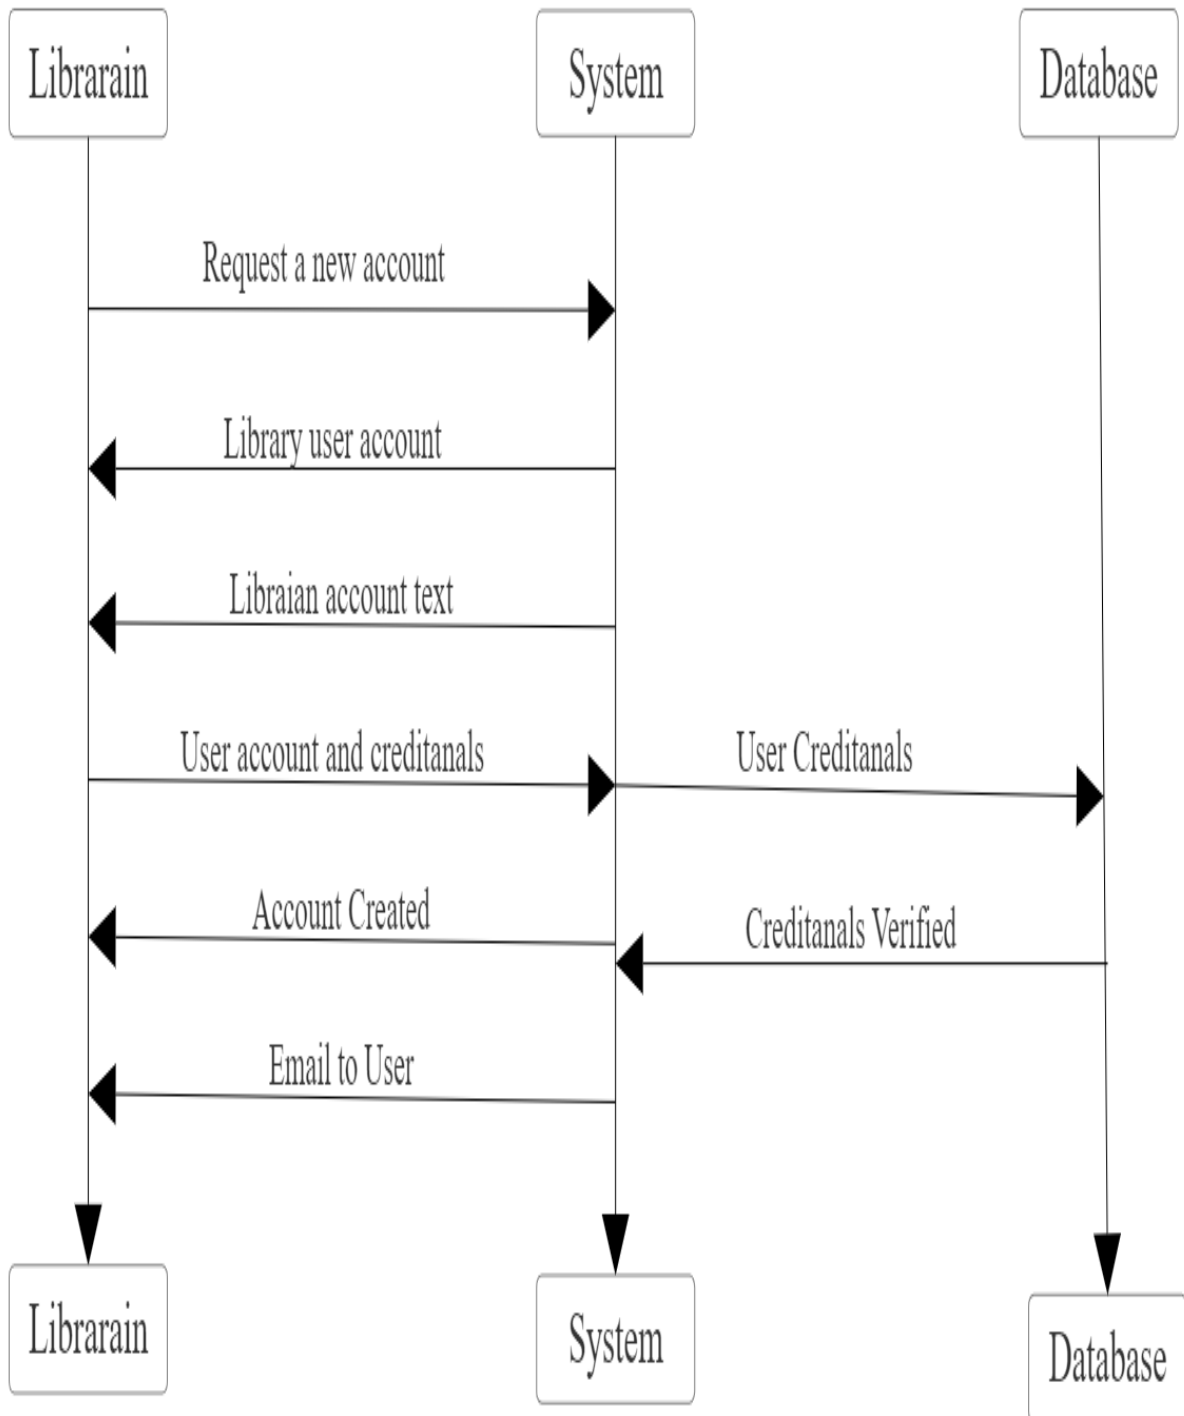 Librarain
System
Database
Request a new account
Library user account
Libraian account text
User account and creditanals
User Creditanals
Account Created
Creditanals Verified
Email to User
Librarain
System
Database